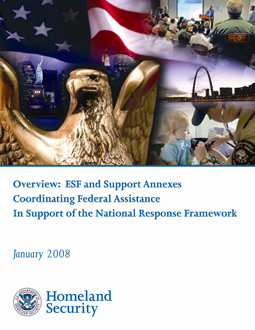 Overview: ESF and Support Annexes
Coordinating Federal Assistance
In Support of the National Response Framework
January 2008
Homeland
Security